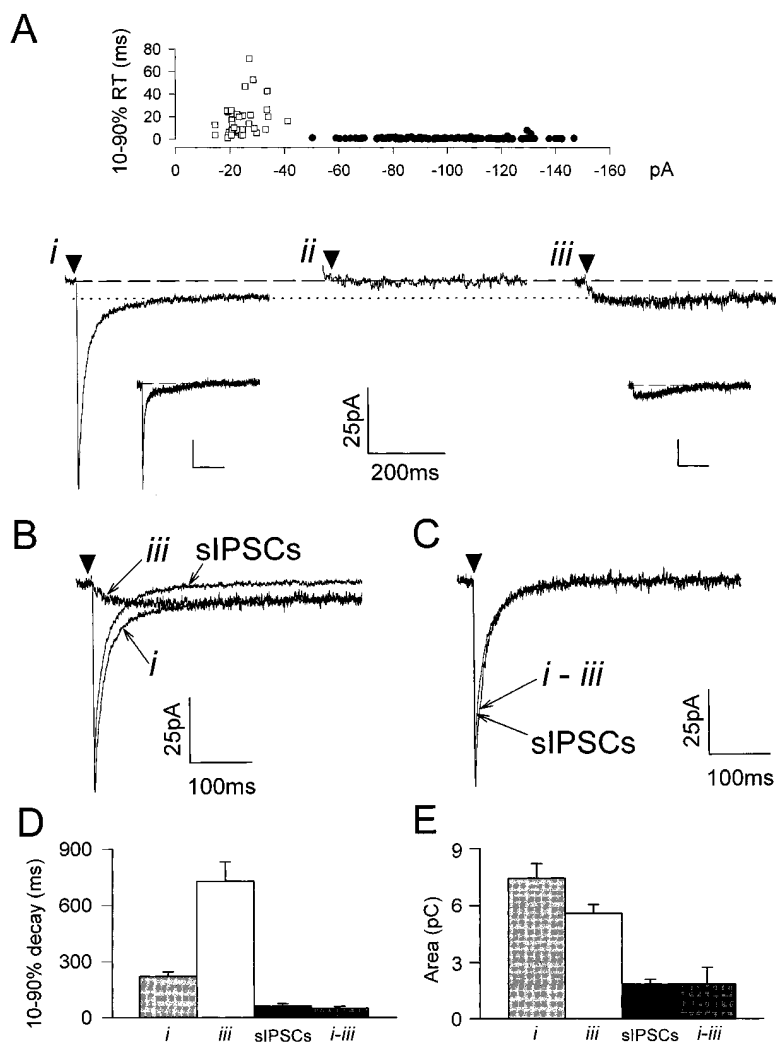 A
10-90% RT (ms)
80
60
40
20
0
0 -20 -40 -60 -80 -100 -120 -140 -160 pA
i
ii
iii
25pA
200ms
B
iii
sIPSCs
i
25pA
100ms
C
i - iii
sIPSCs
25pA
100ms
D
10-90% decay (ms)
900
600
300
0
i iii sIPSCs i-iii
E
Area (pC)
9
6
3
0
i iii sIPSCs i-iii